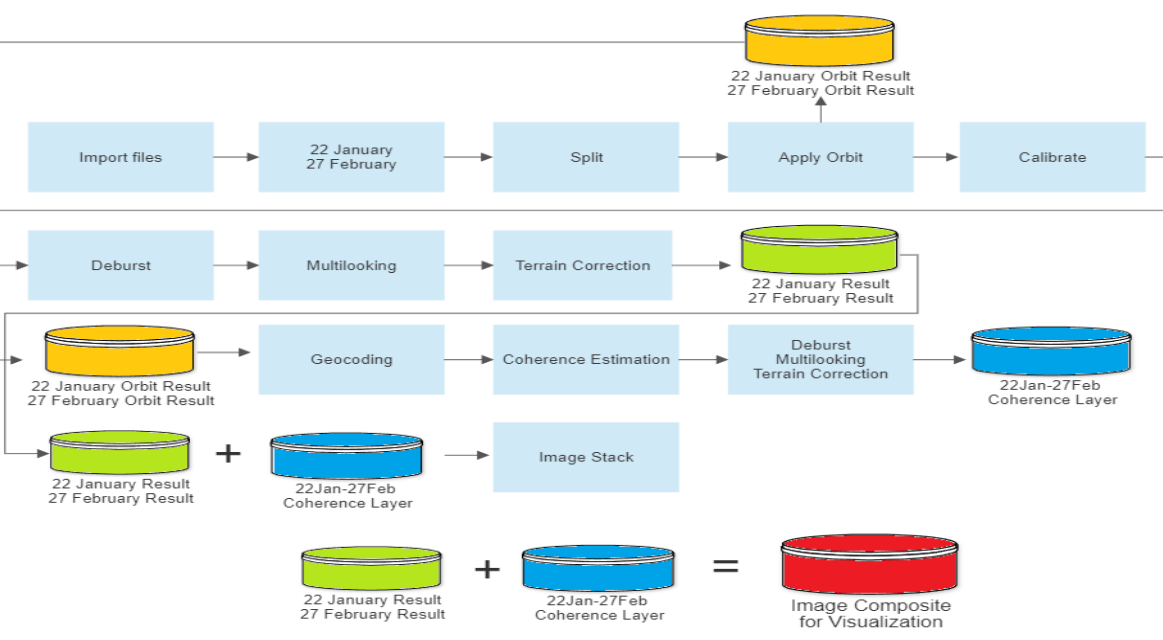 22 January Orbit Result
27 February Orbit Result
Import files
22 January
27 February
Split
Apply Orbit
Calibrate
Deburst
Multilooking
Terrain Correction
22 January Result
27 February Result
22 January Orbit Result
27 February Orbit Result
Geocoding
Coherence Estimation
Deburst
Multilooking
Terrain Correction
22Jan-27Feb
Coherence Layer
22 January Result
27 February Result
+
22Jan-27Feb
Coherence Layer
Image Stack
22 January Result
27 February Result
+
22Jan-27Feb
Coherence Layer
=
Image Composite
for Visualization